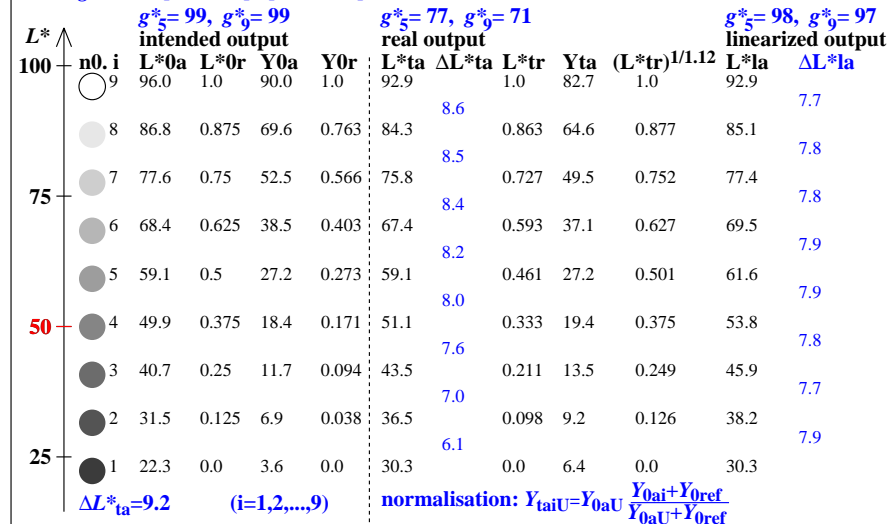 g*5= 99, g*9= 99 g*5= 77, g*9= 71 g*5= 98, g*9= 97
L* intended output real output linearized output
n0. i L*0a L*0r Y0a Y0r L*ta ΔL*ta L*tr Yta (L*tr)1/1.12 L*la ΔL*la
100 9 96.0 1.0 90.0 1.0 92.9 1.0 82.7 1.0 92.9
8.6 7.7
8 86.8 0.875 69.6 0.763 84.3 0.863 64.6 0.877 85.1
8.5 7.8
7 77.6 0.75 52.5 0.566 75.8 0.727 49.5 0.752 77.4
75
8.4 7.8
6 68.4 0.625 38.5 0.403 67.4 0.593 37.1 0.627 69.5
8.2 7.9
5 59.1 0.5 27.2 0.273 59.1 0.461 27.2 0.501 61.6
8.0 7.9
50 4 49.9 0.375 18.4 0.171 51.1 0.333 19.4 0.375 53.8
7.6 7.8
3 40.7 0.25 11.7 0.094 43.5 0.211 13.5 0.249 45.9
7.0 7.7
2 31.5 0.125 6.9 0.038 36.5 0.098 9.2 0.126 38.2
6.1 7.9
25 1 22.3 0.0 3.6 0.0 30.3 0.0 6.4 0.0 30.3
ΔL*ta=9.2 (i=1,2,...,9) normalisation: YtaiU=Y0aU Y0ai+Y0ref
Y0aU+Y0ref